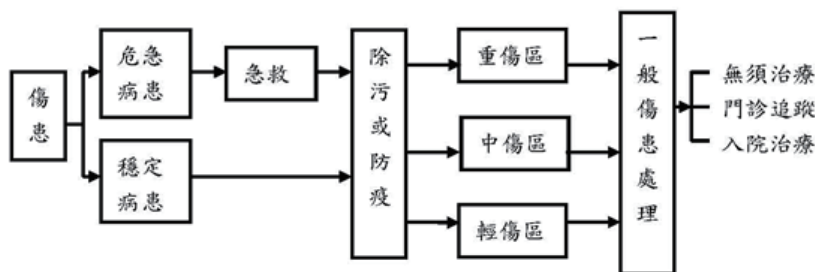 傷患
危急
病患
急救
穩定
病患
除污或防疫
重傷區
中傷區
輕傷區
一般傷患處理
無須治療
門診追蹤
入院治療